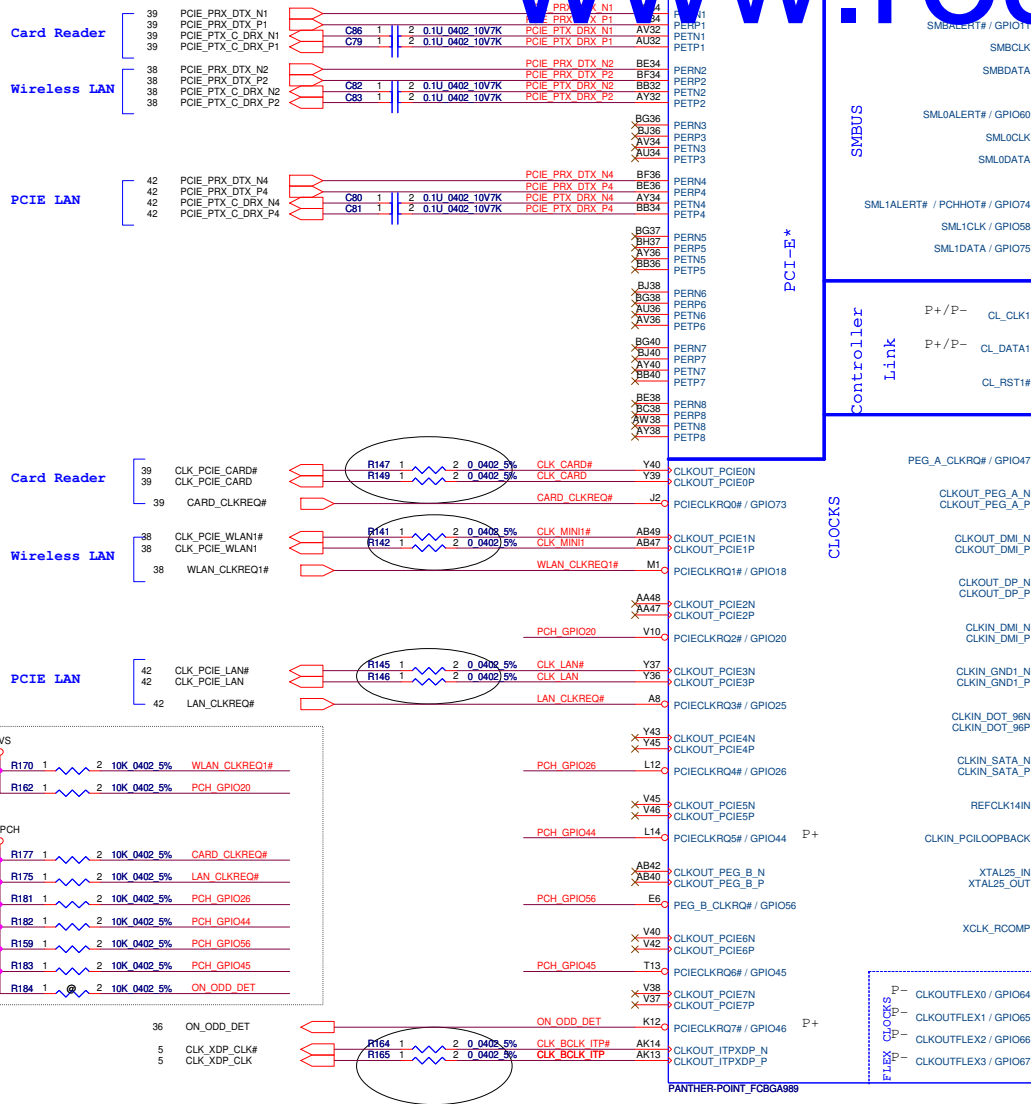 39 PCIE_PRX_DTX_N1 PCIE_PRX_DTX_N1
39 PCIE_PRX_DTX_P1 PCIE_PRX_DTX_P1 PERP1
Card Reader
39 PCIE_PTX_C_DRX_N1 C86 1 2 0.1U_0402_10V7K PCIE_PTX_DRX_N1 AV32 PETN1
39 PCIE_PTX_C_DRX_P1 C79 1 2 0.1U_0402_10V7K PCIE_PTX_DRX_P1 AU32 PETP1
38 PCIE_PRX_DTX_N2 PCIE_PRX_DTX_N2 BE34 PERN2
38 PCIE_PRX_DTX_P2 PCIE_PRX_DTX_P2 BF34 PERP2
Wireless LAN
38 PCIE_PTX_C_DRX_N2 C82 1 2 0.1U_0402_10V7K PCIE_PTX_DRX_N2 BB32 PETN2
38 PCIE_PTX_C_DRX_P2 C83 1 2 0.1U_0402_10V7K PCIE_PTX_DRX_P2 AY32 PETP2
BG36 PERN3
BJ36 PERP3
AV34 PETN3
AU34 PETP3
42 PCIE_PRX_DTX_N4 PCIE_PRX_DTX_N4 BF36 PERN4
42 PCIE_PRX_DTX_P4 PCIE_PRX_DTX_P4 BE36 PERP4
PCIE LAN
42 PCIE_PTX_C_DRX_N4 C80 1 2 0.1U_0402_10V7K PCIE_PTX_DRX_N4 AY34 PETN4
42 PCIE_PTX_C_DRX_P4 C81 1 2 0.1U_0402_10V7K PCIE_PTX_DRX_P4 BB34 PETP4
BG37 PERN5
BH37 PERP5
AY36 PETN5
BB36 PETP5
BJ38 PERN6
BG38 PERP6
AU36 PETN6
AV36 PETP6
BG40 PERN7
BJ40 PERP7
AY40 PETN7
BB40 PETP7
BE38 PERN8
BC38 PERP8
AW38 PETN8
AY38 PETP8
PCI-E*
SMBALERT# / GPIO11
SMBCLK
SMBDATA
SML0ALERT# / GPIO60
SMBUS
SML0CLK
SML0DATA
SML1ALERT# / PCHHOT# / GPIO74
SML1CLK / GPIO58
SML1DATA / GPIO75
Controller
Link
P+/P- CL_CLK1
P+/P- CL_DATA1
CL_RST1#
Card Reader
39 CLK_PCIE_CARD# R147 1 2 0_0402_5% CLK_CARD# Y40 CLKOUT_PCIE0N
39 CLK_PCIE_CARD R149 1 2 0_0402_5% CLK_CARD Y39 CLKOUT_PCIE0P
39 CARD_CLKREQ# CARD_CLKREQ# J2 PCIECLKRQ0# / GPIO73
Wireless LAN
38 CLK_PCIE_WLAN1# R141 1 2 0_0402_5% CLK_MINI1# AB49 CLKOUT_PCIE1N
38 CLK_PCIE_WLAN1 R142 1 2 0_0402_5% CLK_MINI1 AB47 CLKOUT_PCIE1P
38 WLAN_CLKREQ1# WLAN_CLKREQ1# M1 PCIECLKRQ1# / GPIO18
AA48 CLKOUT_PCIE2N
AA47 CLKOUT_PCIE2P
PCH_GPIO20 V10 PCIECLKRQ2# / GPIO20
PCIE LAN
42 CLK_PCIE_LAN# R145 1 2 0_0402_5% CLK_LAN# Y37 CLKOUT_PCIE3N
42 CLK_PCIE_LAN R146 1 2 0_0402_5% CLK_LAN Y36 CLKOUT_PCIE3P
42 LAN_CLKREQ# LAN_CLKREQ# A8 PCIECLKRQ3# / GPIO25
Y43 CLKOUT_PCIE4N
Y45 CLKOUT_PCIE4P
PCH_GPIO26 L12 PCIECLKRQ4# / GPIO26
V45 CLKOUT_PCIE5N
V46 CLKOUT_PCIE5P
PCH_GPIO44 L14 PCIECLKRQ5# / GPIO44 P+
AB42 CLKOUT_PEG_B_N
AB40 CLKOUT_PEG_B_P
PCH_GPIO56 E6 PEG_B_CLKRQ# / GPIO56
V40 CLKOUT_PCIE6N
V42 CLKOUT_PCIE6P
PCH_GPIO45 T13 PCIECLKRQ6# / GPIO45
V38 CLKOUT_PCIE7N
V37 CLKOUT_PCIE7P
36 ON_ODD_DET ON_ODD_DET K12 PCIECLKRQ7# / GPIO46 P+
5 CLK_XDP_CLK# R164 1 2 0_0402_5% CLK_BCLK_ITP# AK14 CLKOUT_ITPXDP_N
5 CLK_XDP_CLK R165 1 2 0_0402_5% CLK_BCLK_ITP AK13 CLKOUT_ITPXDP_P
PANTHER-POINT_FCBGA989
VS
R170 1 2 10K_0402_5% WLAN_CLKREQ1#
R162 1 2 10K_0402_5% PCH_GPIO20
PCH
R177 1 2 10K_0402_5% CARD_CLKREQ#
R175 1 2 10K_0402_5% LAN_CLKREQ#
R181 1 2 10K_0402_5% PCH_GPIO26
R182 1 2 10K_0402_5% PCH_GPIO44
R159 1 2 10K_0402_5% PCH_GPIO56
R183 1 2 10K_0402_5% PCH_GPIO45
R184 1 @ 2 10K_0402_5% ON_ODD_DET
CLOCKS
PEG_A_CLKRQ# / GPIO47
CLKOUT_PEG_A_N
CLKOUT_PEG_A_P
CLKOUT_DMI_N
CLKOUT_DMI_P
CLKOUT_DP_N
CLKOUT_DP_P
CLKIN_DMI_N
CLKIN_DMI_P
CLKIN_GND1_N
CLKIN_GND1_P
CLKIN_DOT_96N
CLKIN_DOT_96P
CLKIN_SATA_N
CLKIN_SATA_P
REFCLK14IN
CLKIN_PCILOOPBACK
XTAL25_IN
XTAL25_OUT
XCLK_RCOMP
FLEX CLOCKS
P- CLKOUTFLEX0 / GPIO64
P- CLKOUTFLEX1 / GPIO65
P- CLKOUTFLEX2 / GPIO66
P- CLKOUTFLEX3 / GPIO67